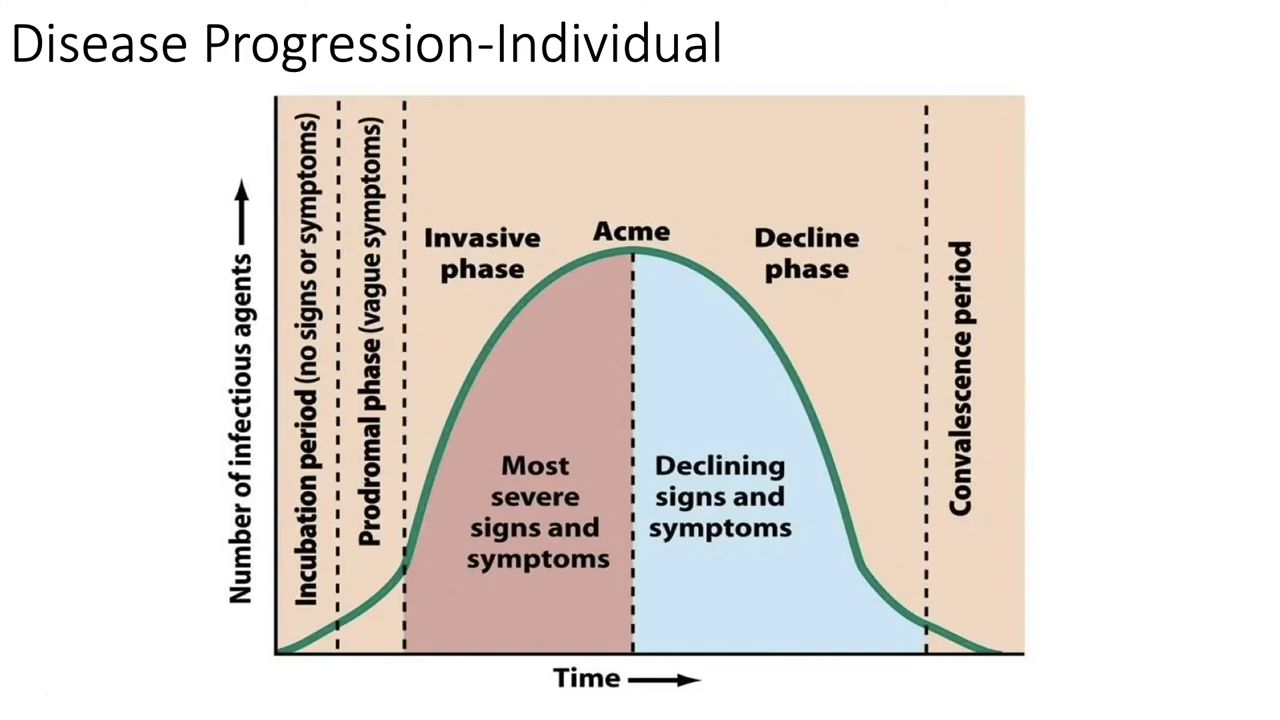 Disease Progression-Individual
Number of infectious agents
Incubation period (no signs or symptoms)
Prodromal phase (vague symptoms)
Invasive
phase
Acme
Decline
phase
Most
severe
signs and
symptoms
Declining
signs and
symptoms
Convalescence period
Time